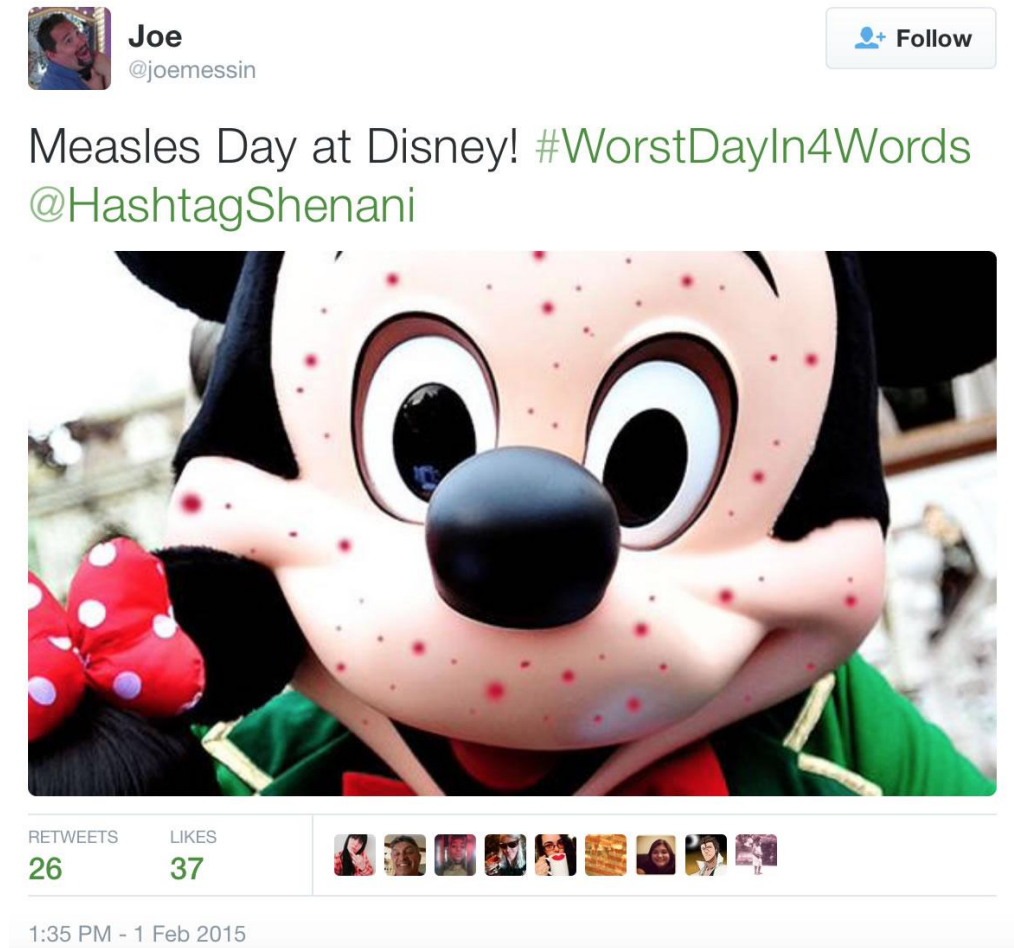 Joe
@joemessin
Follow
Measles Day at Disney! #WorstDayIn4Words
@HashtagShenani
RETWEETS
26
LIKES
37
1:35 PM - 1 Feb 2015